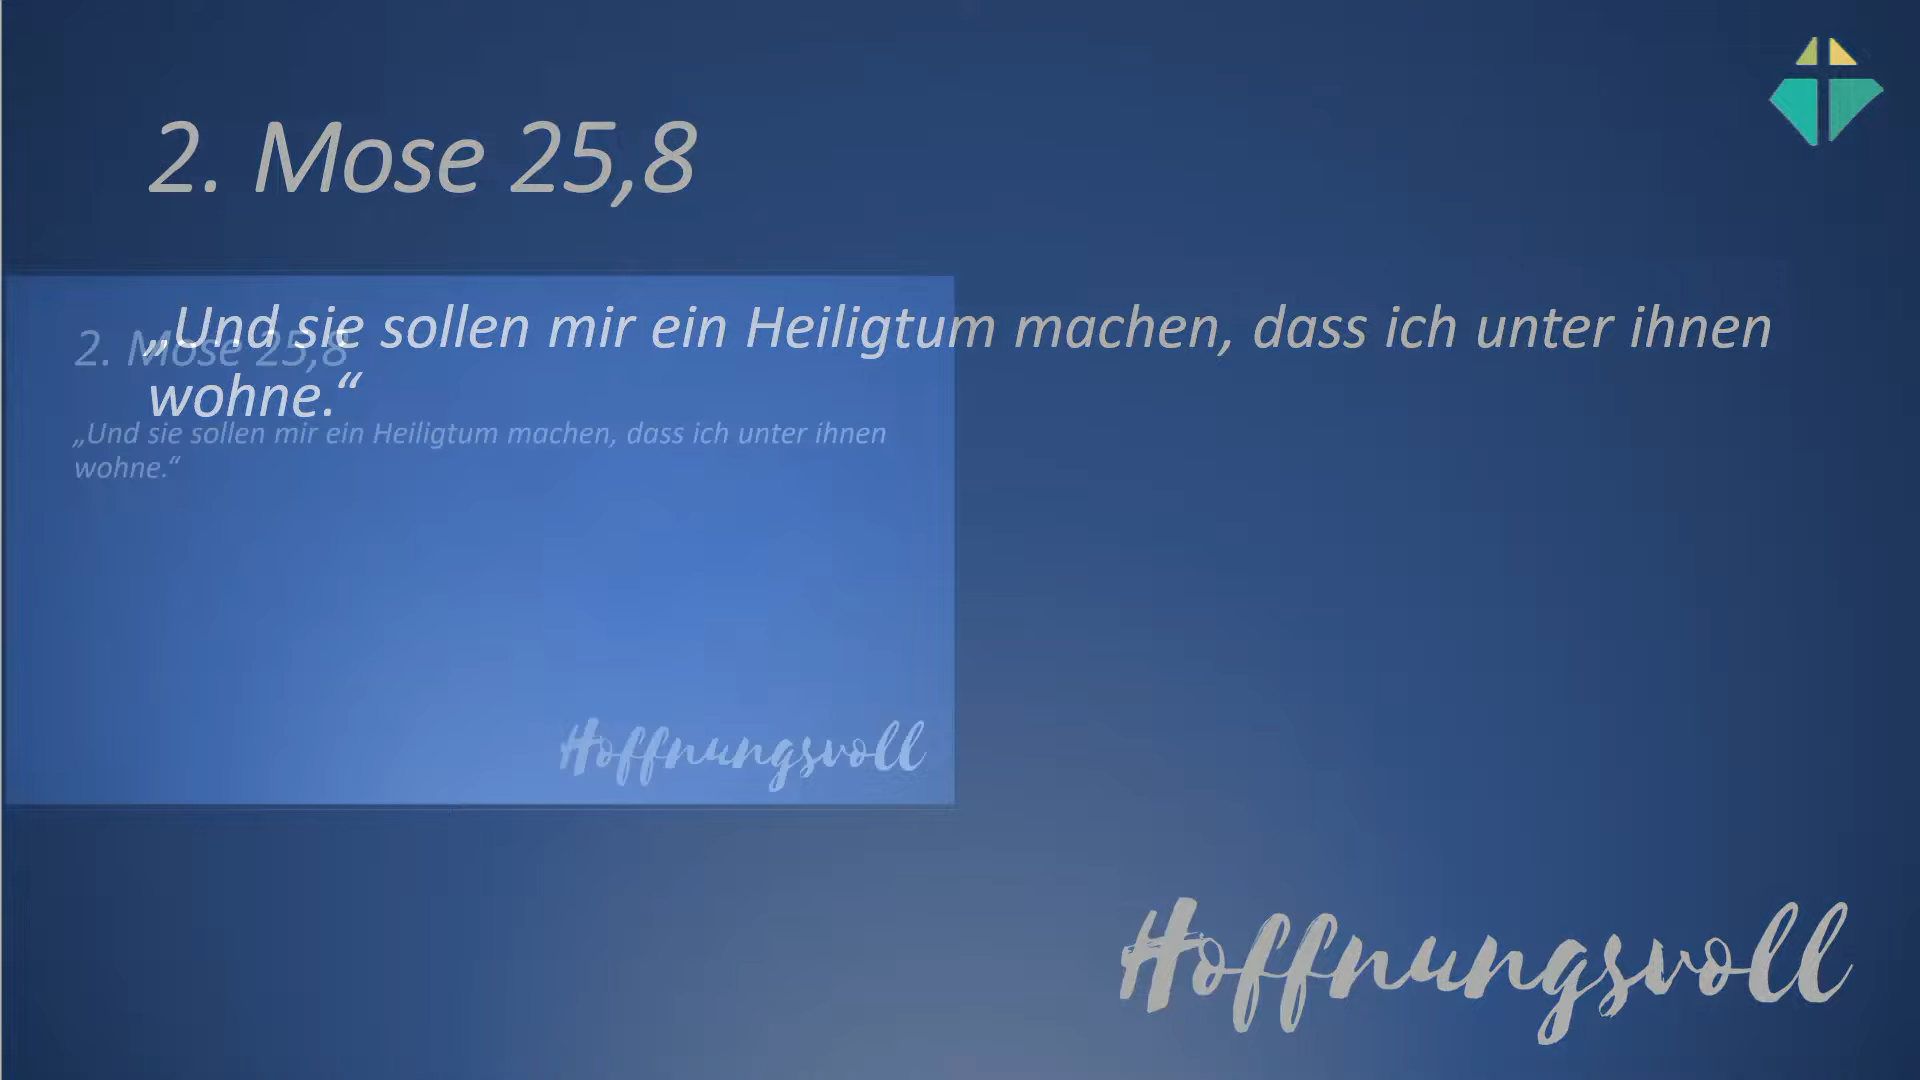 2. Mose 25,8
„Und sie sollen mir ein Heiligtum machen, dass ich unter ihnen
wohne.“
2. Mose 25,8
„Und sie sollen mir ein Heiligtum machen, dass ich unter ihnen
wohne.“
Hoffnungsvoll
Hoffnungsvoll